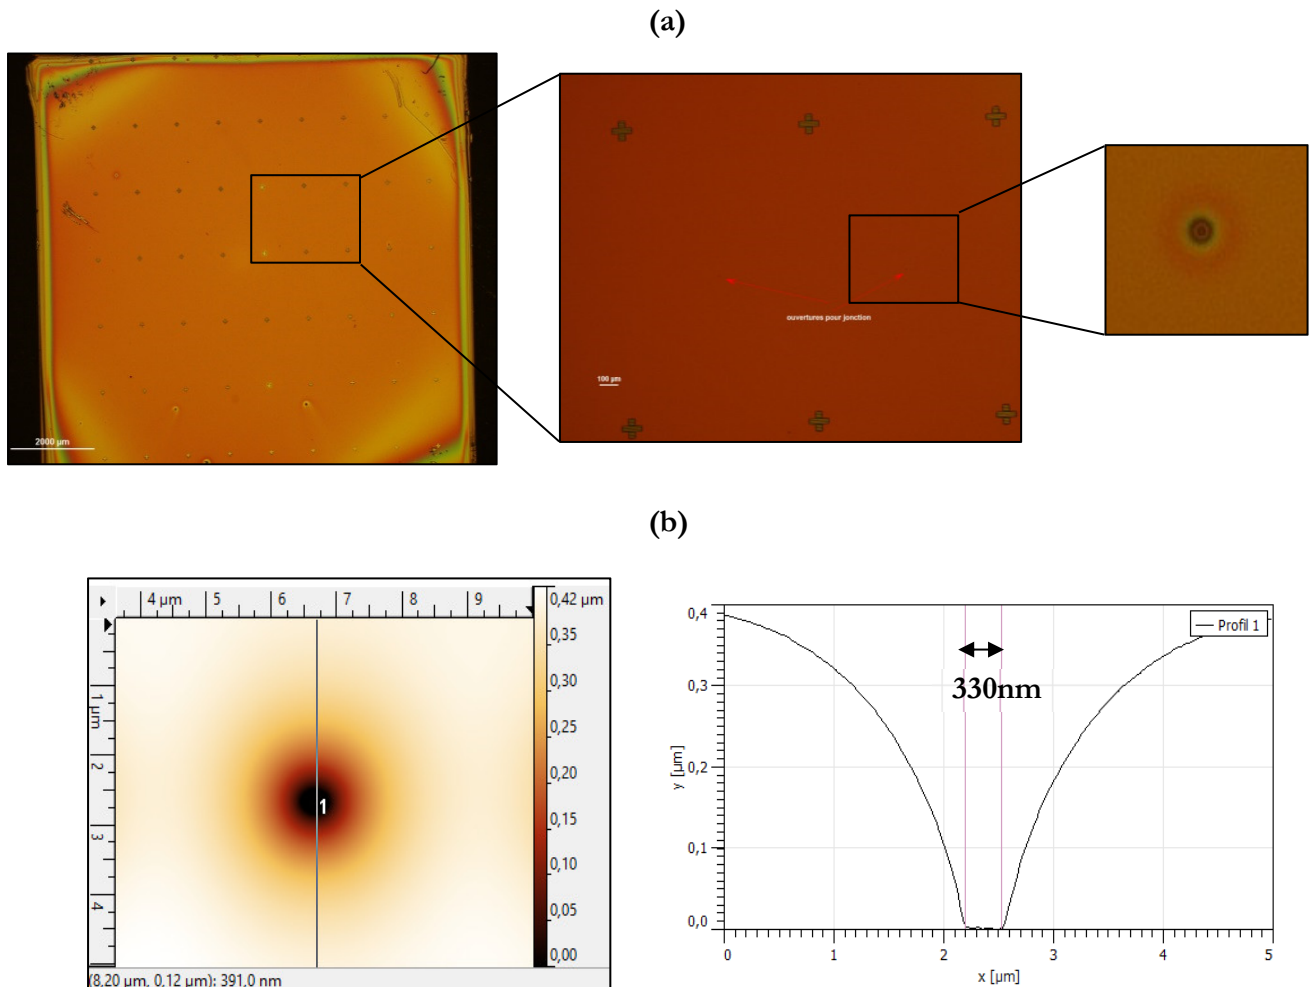 (a)
2000 µm
ouvertures pour jonction
100 µm
(b)
4 µm 5 6 7 8 9
0,42 µm
0,35
0,30
0,25
0,20
0,15
0,10
0,05
0,00
1 µm
2
3
4
1
(8,20 µm, 0,12 µm): 391,0 nm
Profil 1
330nm
y [µm]
0,4
0,3
0,2
0,1
0,0
0 1 2 3 4 5
x [µm]